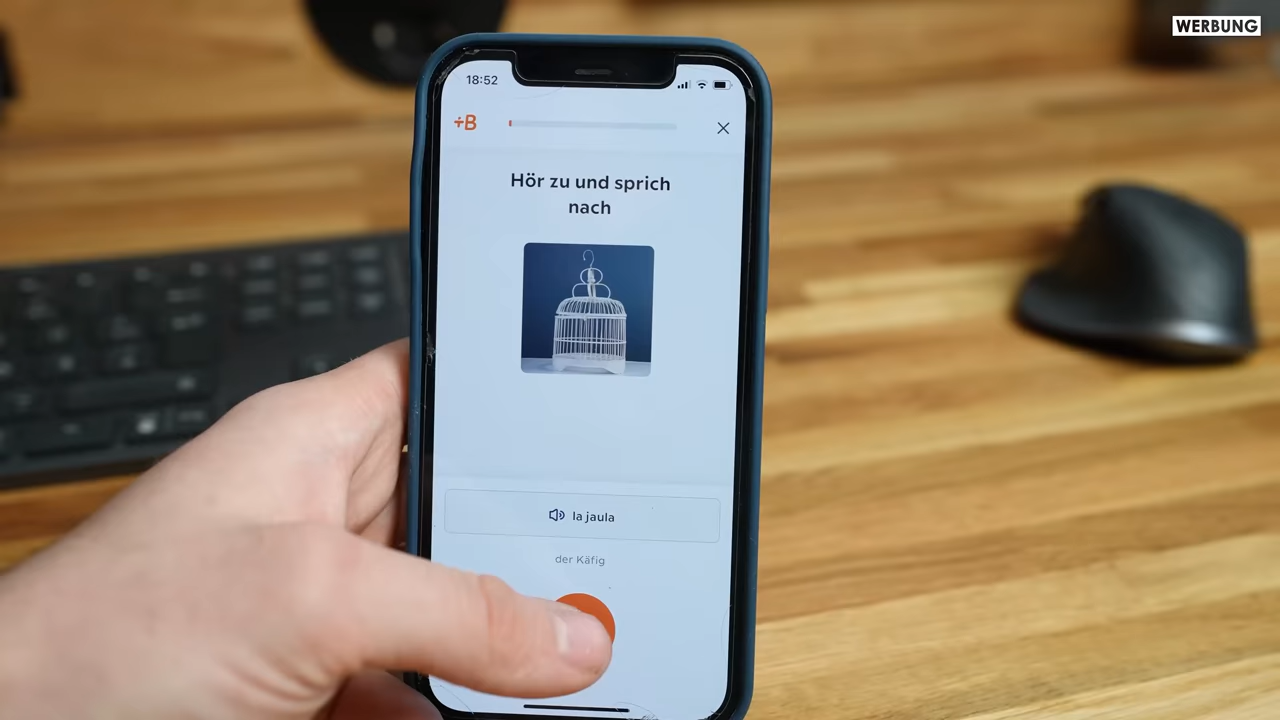 WERBUNG
18:52
+B
Hör zu und sprich
nach
la jaula
der Käfig